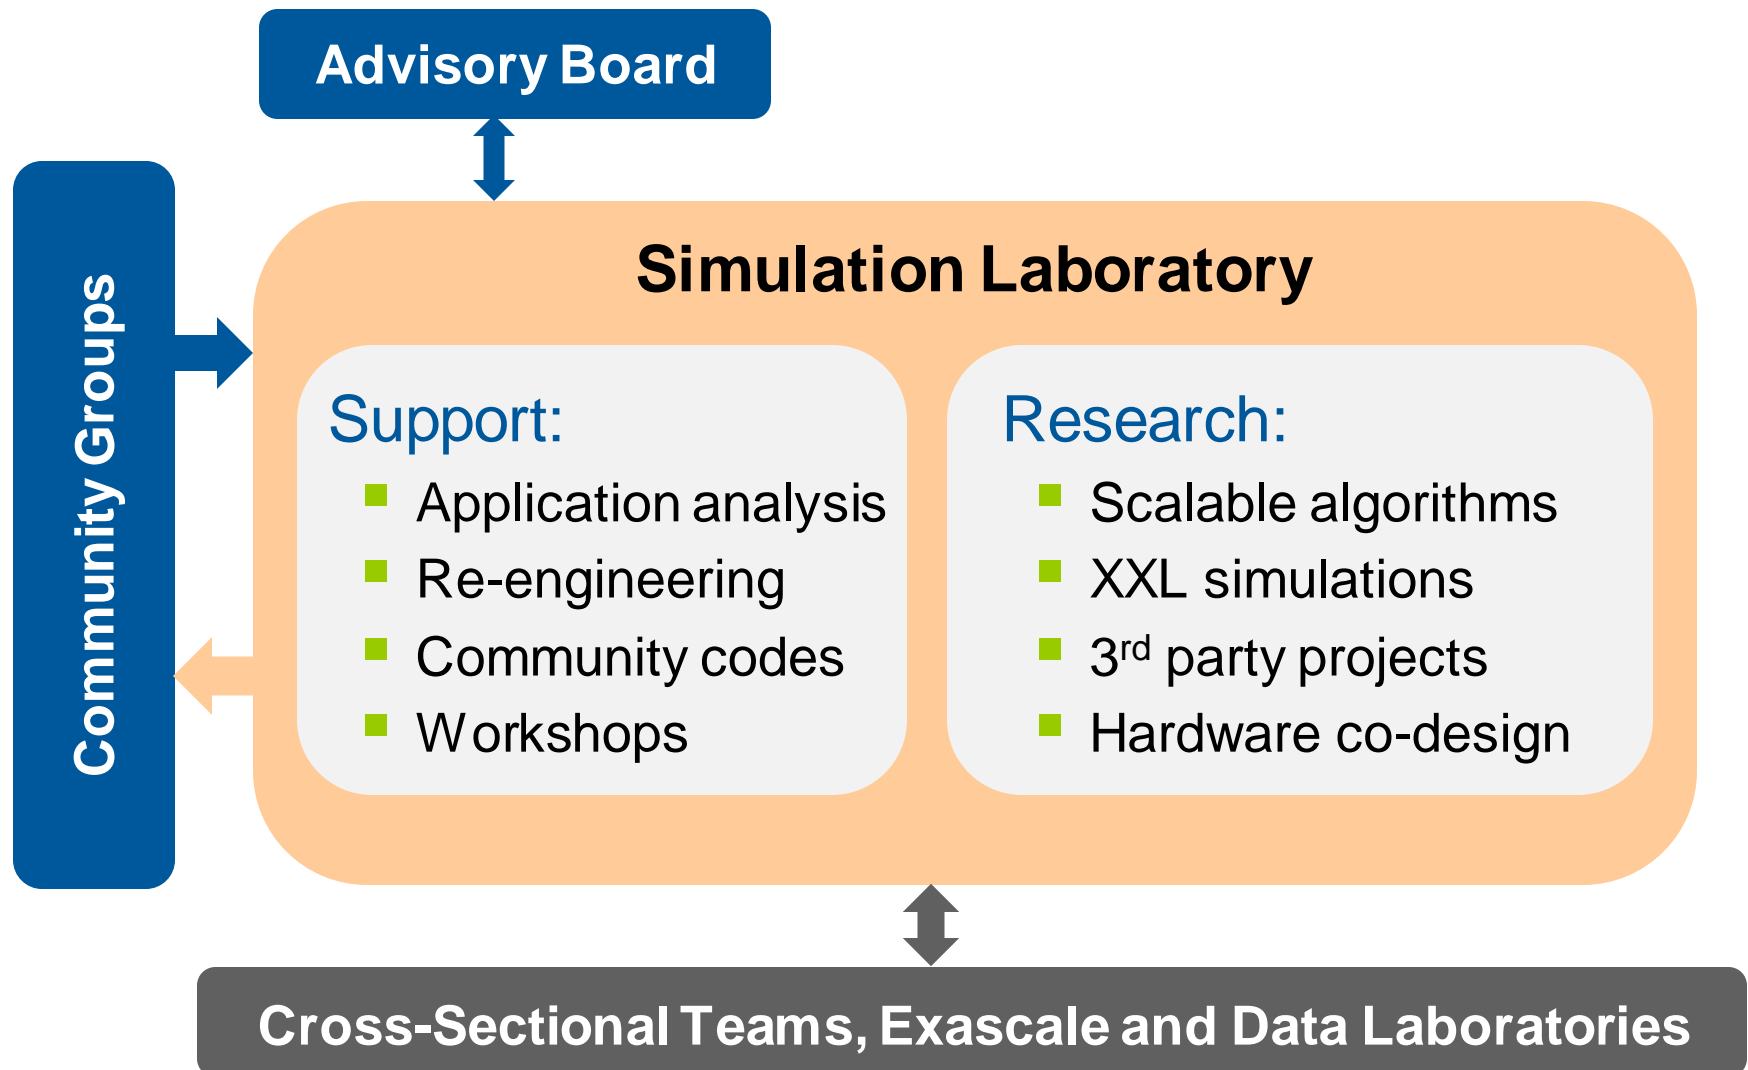 Advisory Board
Community Groups
Simulation Laboratory
Support:
Application analysis
Re-engineering
Community codes
Workshops
Research:
Scalable algorithms
XXL simulations
3rd party projects
Hardware co-design
Cross-Sectional Teams, Exascale and Data Laboratories